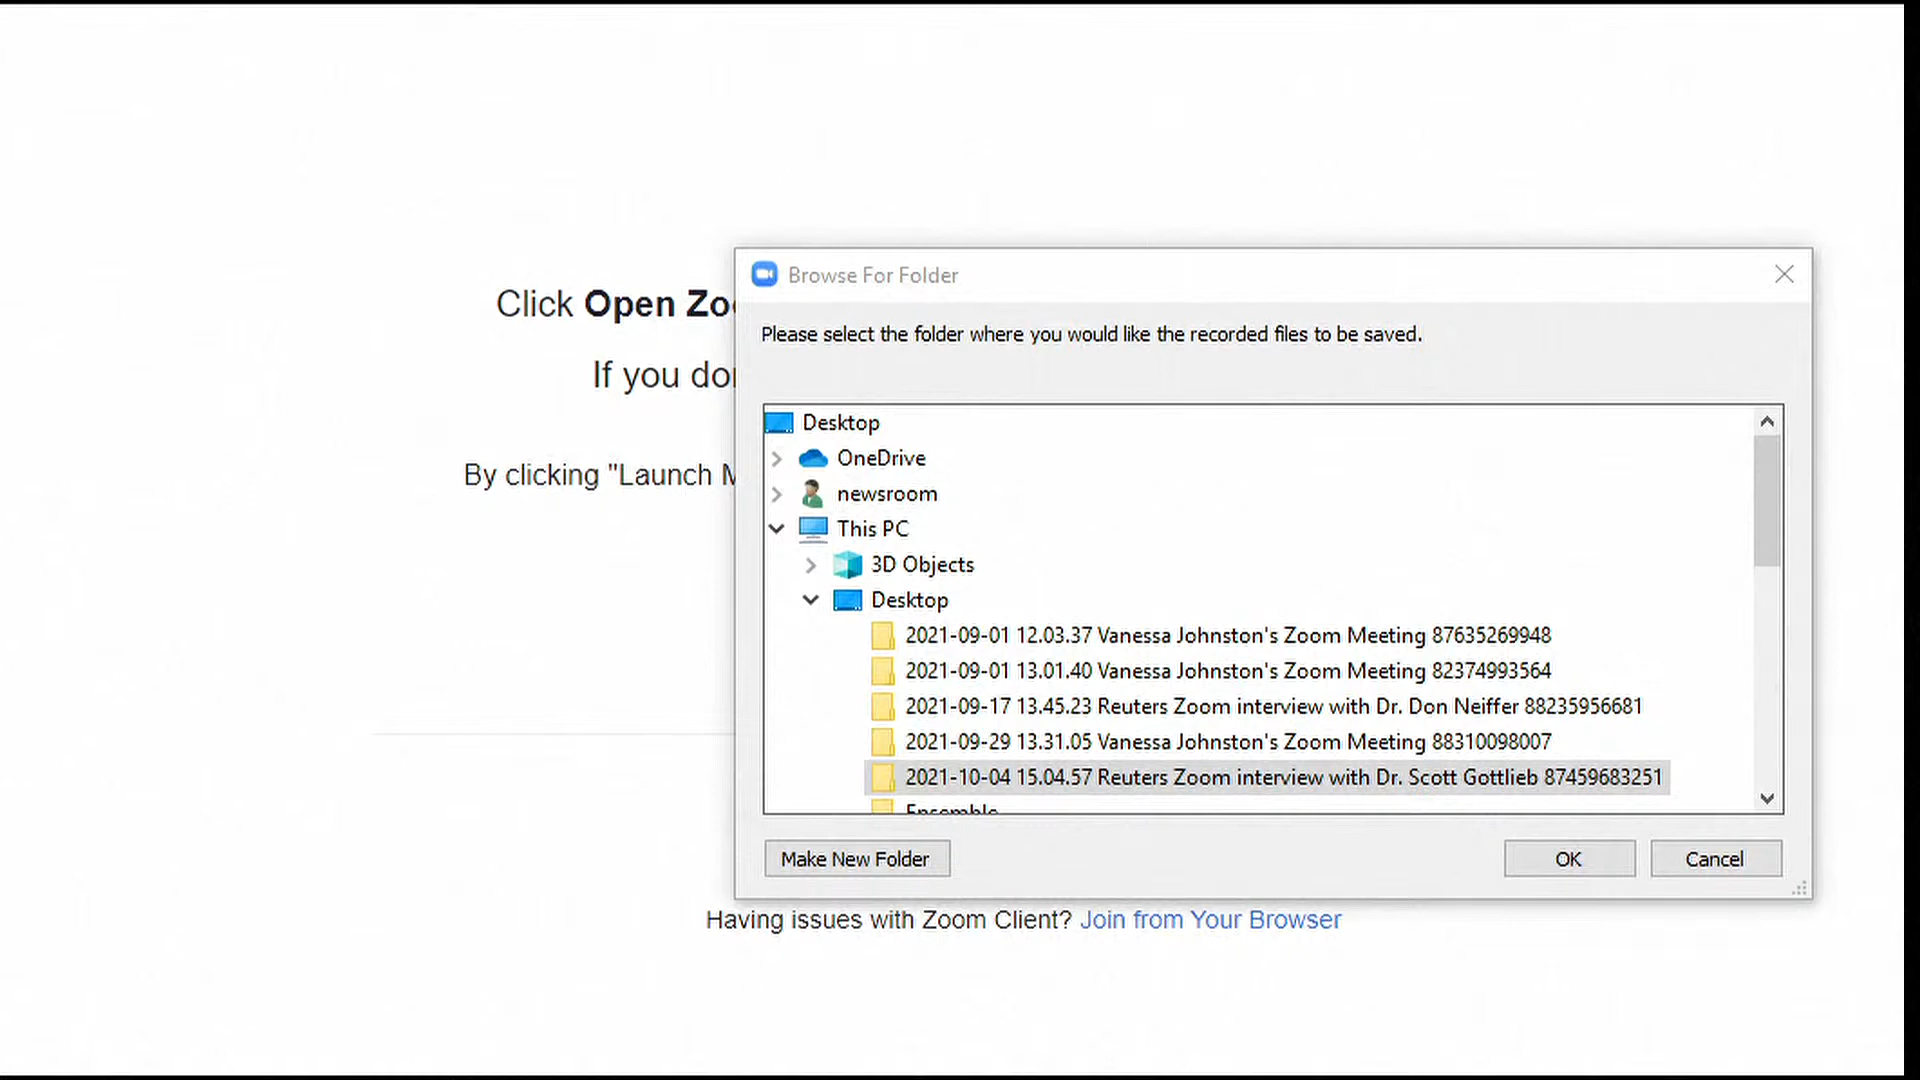 Browse For Folder
Click Open Zoo
Please select the folder where you would like the recorded files to be saved.
If you don
By clicking "Launch M
Desktop
OneDrive
newsroom
This PC
3D Objects
Desktop
2021-09-01 12.03.37 Vanessa Johnston's Zoom Meeting 87635269948
2021-09-01 13.01.40 Vanessa Johnston's Zoom Meeting 82374993564
2021-09-17 13.45.23 Reuters Zoom interview with Dr. Don Neiffer 88235956681
2021-09-29 13.31.05 Vanessa Johnston's Zoom Meeting 88310098007
2021-10-04 15.04.57 Reuters Zoom interview with Dr. Scott Gottlieb 87459683251
Ensemble
Make New Folder
OK
Cancel
Having issues with Zoom Client? Join from Your Browser